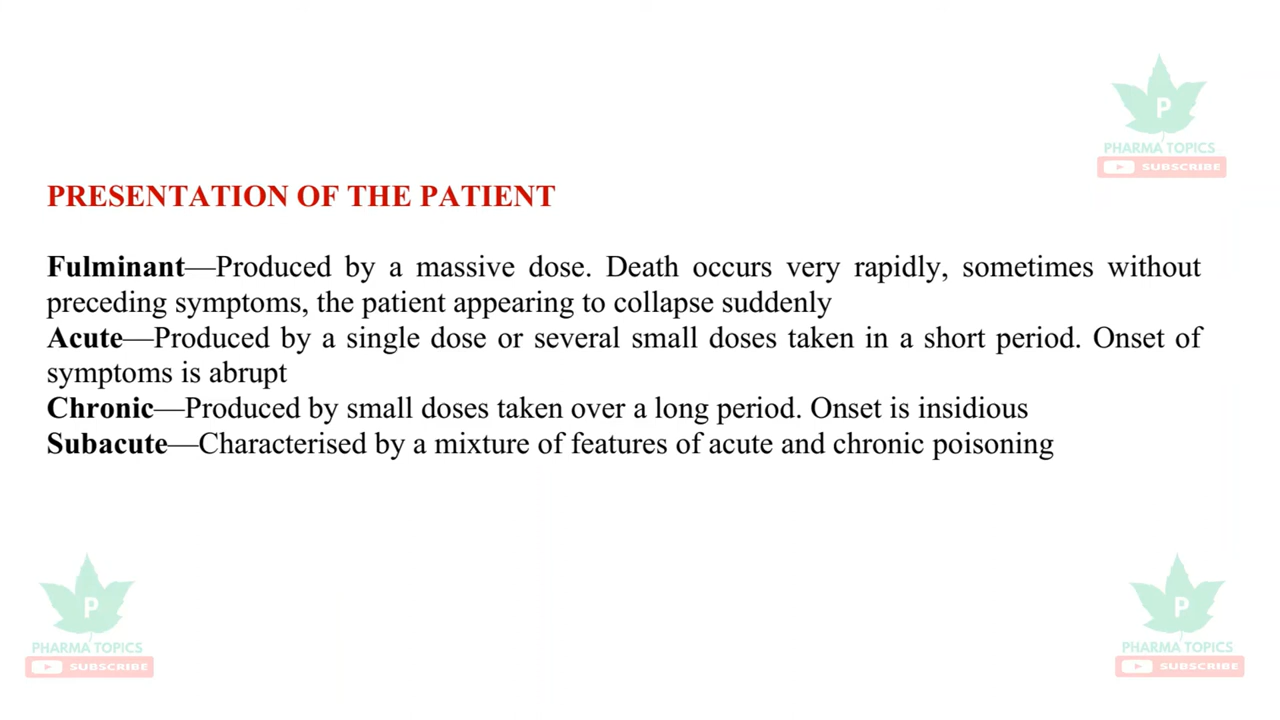 P
PHARMA TOPICS
SUBSCRIBE
PRESENTATION OF THE PATIENT
Fulminant—Produced by a massive dose. Death occurs very rapidly, sometimes without
preceding symptoms, the patient appearing to collapse suddenly
Acute—Produced by a single dose or several small doses taken in a short period. Onset of
symptoms is abrupt
Chronic—Produced by small doses taken over a long period. Onset is insidious
Subacute—Characterised by a mixture of features of acute and chronic poisoning
P
PHARMA TOPICS
SUBSCRIBE
P
PHARMA TOPICS
SUBSCRIBE